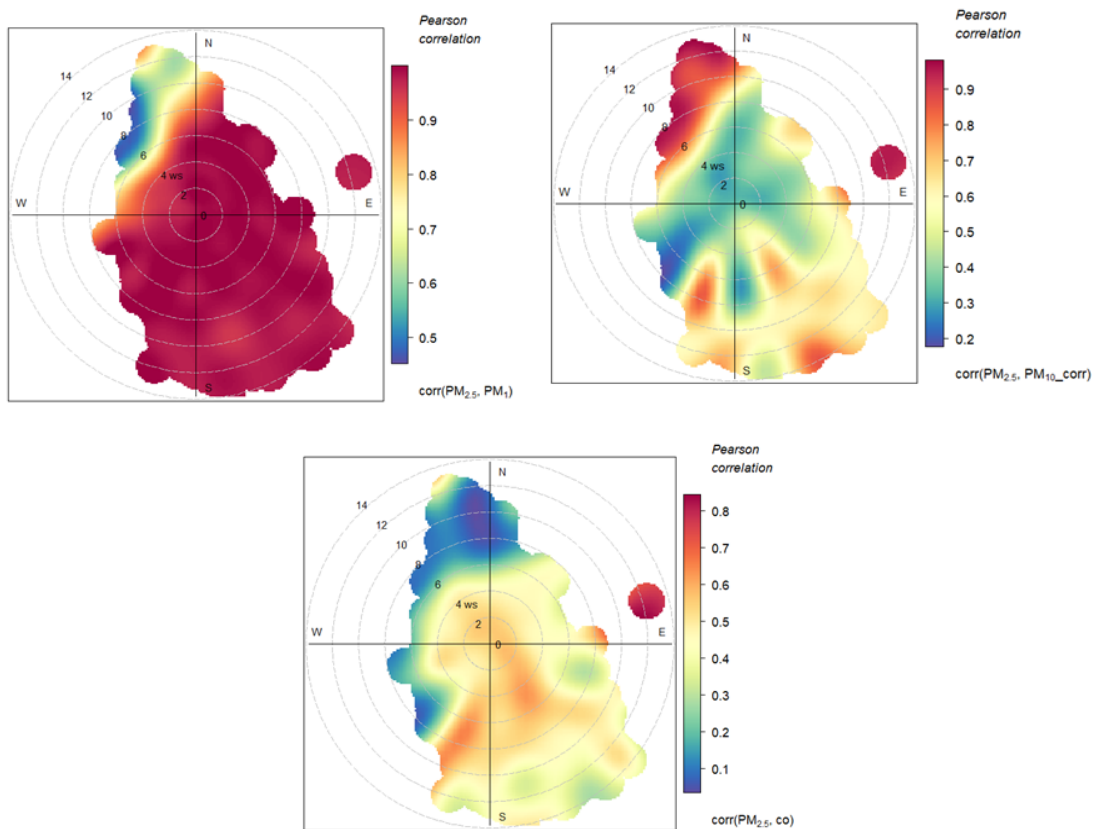 Pearson
correlation
N
14
12
10
8
6
4 ws
2
0
W
E
S
0.9
0.8
0.7
0.6
0.5
corr(PM2.5, PM1)
Pearson
correlation
N
14
12
10
8
6
4 ws
2
0
W
E
S
0.9
0.8
0.7
0.6
0.5
0.4
0.3
0.2
corr(PM2.5, PM10_corr)
Pearson
correlation
N
14
12
10
8
6
4 ws
2
0
W
E
S
0.8
0.7
0.6
0.5
0.4
0.3
0.2
0.1
corr(PM2.5, co)